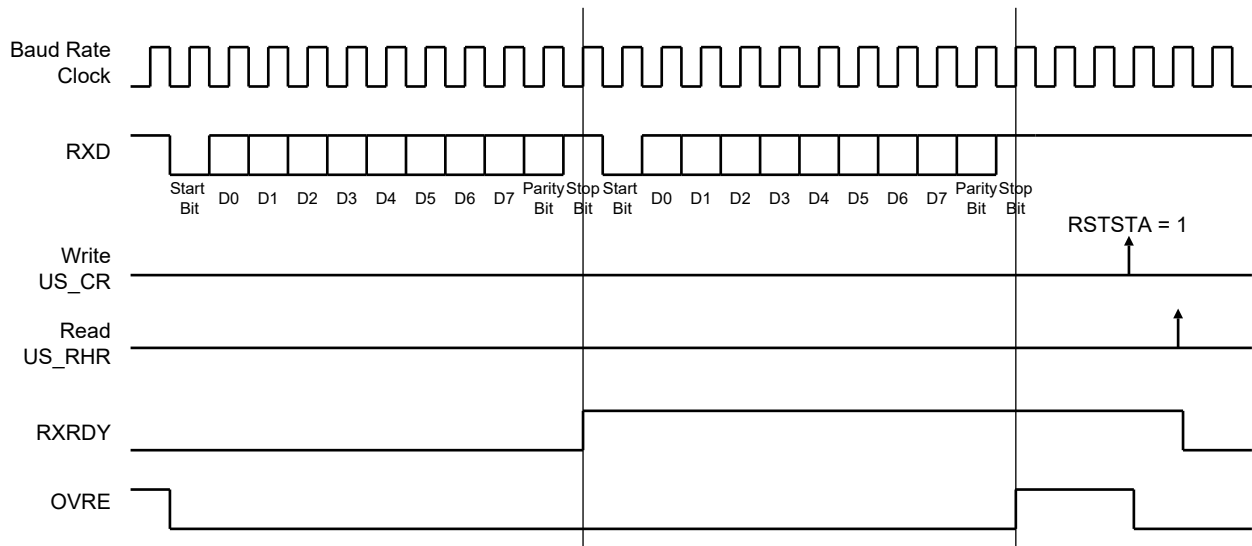 Baud Rate
Clock
RXD
Start
Bit
D0
D1
D2
D3
D4
D5
D6
D7
Parity
Bit
Stop
Bit
Start
Bit
D0
D1
D2
D3
D4
D5
D6
D7
Parity
Bit
Stop
Bit
RSTSTA = 1
Write
US_CR
Read
US_RHR
RXRDY
OVRE